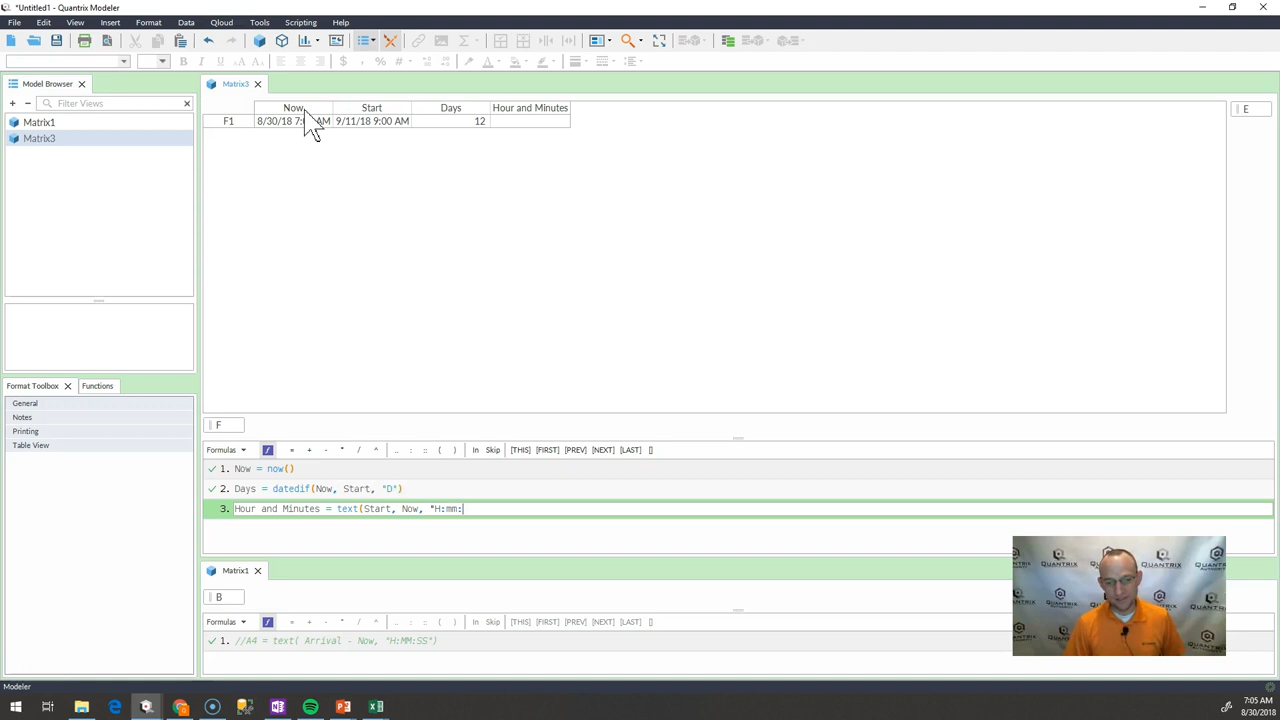 *Untitled1 - Quantrix Modeler
File Edit View Insert Format Data Qloud Tools Scripting Help
Model Browser
Matrix3
Filter Views
Matrix1
Matrix3
Now Start Days Hour and Minutes
F1 8/30/18 7: AM 9/11/18 9:00 AM 12
E
Format Toolbox Functions
General
Notes
Printing
Table View
F
Formulas = + - * / ^ .. : :: ( ) In Skip [THIS] [FIRST] [PREV] [NEXT] [LAST] []
1. Now = now()
2. Days = datedif(Now, Start, "D")
3. Hour and Minutes = text(Start, Now, "H:mm:
Matrix1
B
Formulas = + - * / ^ .. : :: ( ) In Skip [THIS] [FIRST] [PREV] [NEXT] [LAST] []
1. //A4 = text( Arrival - Now, "H:MM:SS")
QUANTRIX
Modeler
7:05 AM
8/30/2018